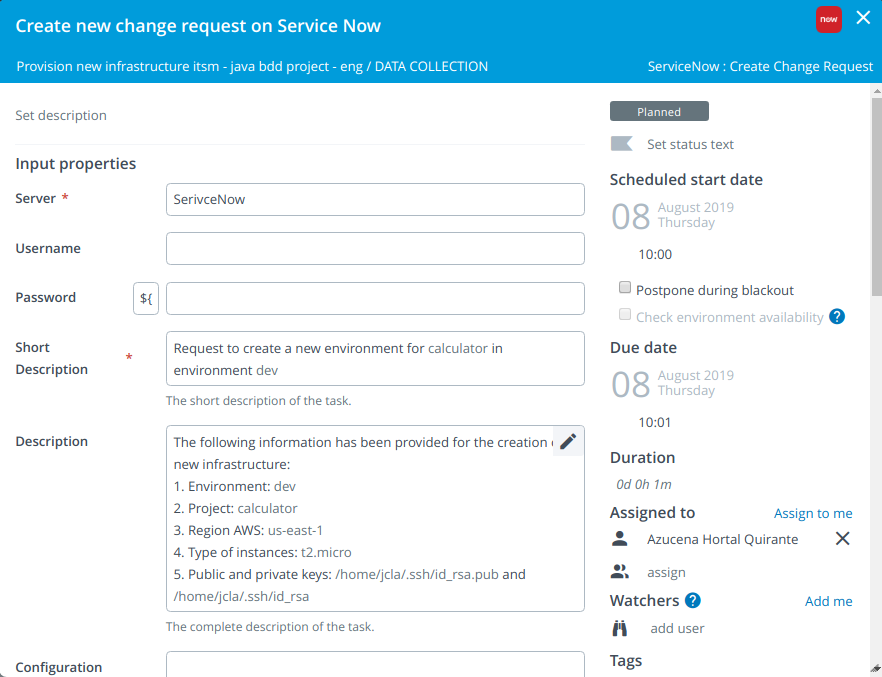 Create new change request on Service Now
now
Provision new infrastructure itsm - java bdd project - eng / DATA COLLECTION
ServiceNow : Create Change Request
Set description
Input properties
Server *
SerivceNow
Username
Password
${
Short
Description
*
Request to create a new environment for calculator in
environment dev
The short description of the task.
Description
The following information has been provided for the creation
new infrastructure:
1. Environment: dev
2. Project: calculator
3. Region AWS: us-east-1
4. Type of instances: t2.micro
5. Public and private keys: /home/jcla/.ssh/id_rsa.pub and
/home/jcla/.ssh/id_rsa
The complete description of the task.
Configuration
Planned
Set status text
Scheduled start date
08
August 2019
Thursday
10:00
Postpone during blackout
Check environment availability ?
Due date
08
August 2019
Thursday
10:01
Duration
0d 0h 1m
Assigned to
Assign to me
Azucena Hortal Quirante
assign
Watchers ?
Add me
add user
Tags